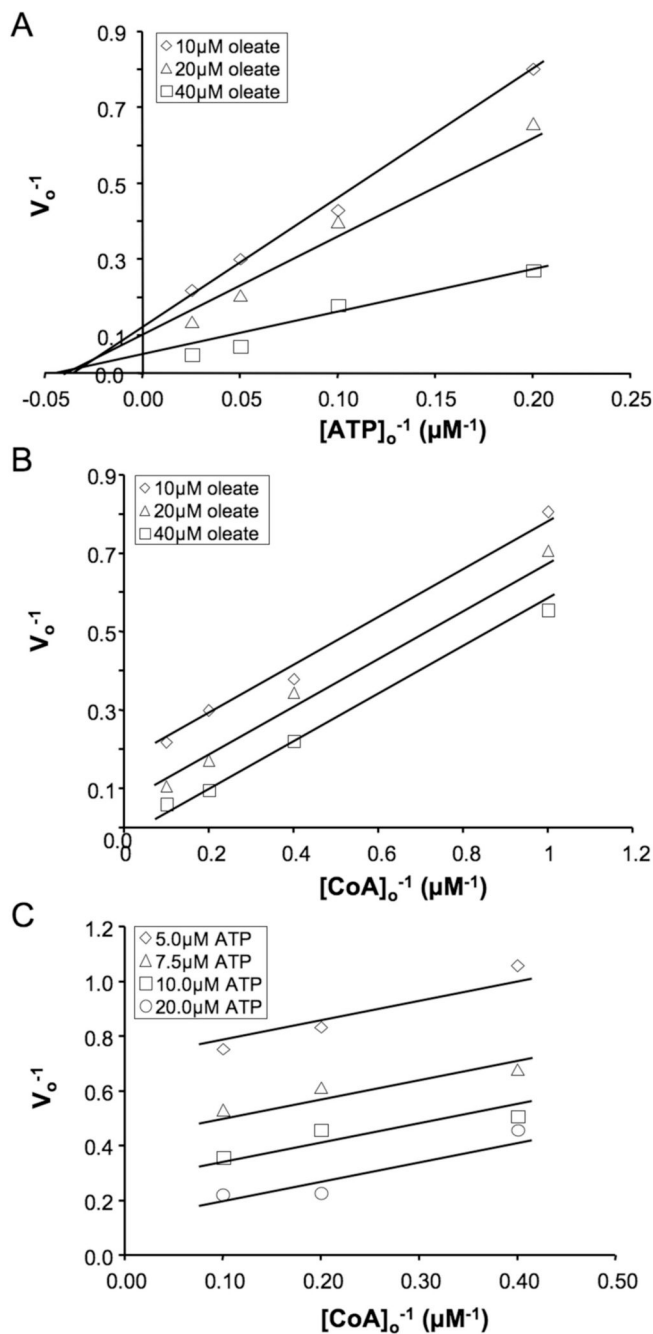 A
◇ 10µM oleate
△ 20µM oleate
□ 40µM oleate
0.9
0.7
0.5
0.3
0.1
0.0
Vo⁻¹
-0.05 0.00 0.05 0.10 0.15 0.20 0.25
[ATP]o⁻¹ (µM⁻¹)
B
◇ 10µM oleate
△ 20µM oleate
□ 40µM oleate
0.9
0.7
0.5
0.3
0.1
0.0
Vo⁻¹
0 0.2 0.4 0.6 0.8 1 1.2
[CoA]o⁻¹ (µM⁻¹)
C
◇ 5.0µM ATP
△ 7.5µM ATP
□ 10.0µM ATP
○ 20.0µM ATP
1.2
1.0
0.8
0.6
0.4
0.2
0.0
Vo⁻¹
0.00 0.10 0.20 0.30 0.40 0.50
[CoA]o⁻¹ (µM⁻¹)